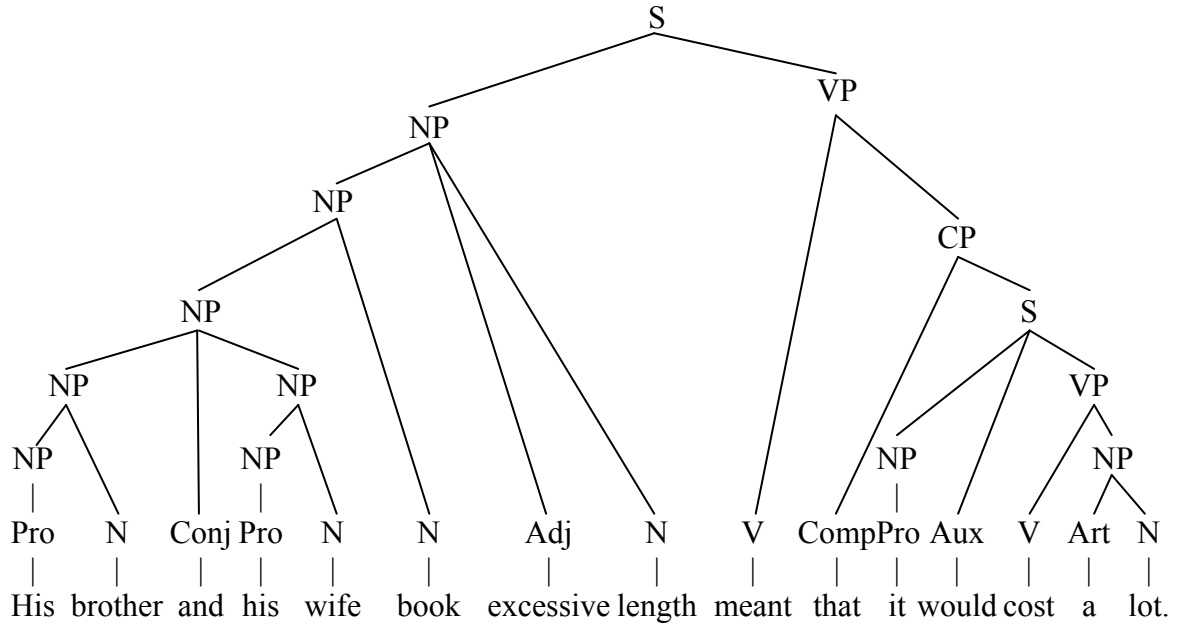 S
VP
NP
NP
CP
NP
S
NP
NP
VP
NP
NP
NP
NP
Pro N Conj Pro N N Adj N V Comp Pro Aux V Art N
His brother and his wife book excessive length meant that it would cost a lot.